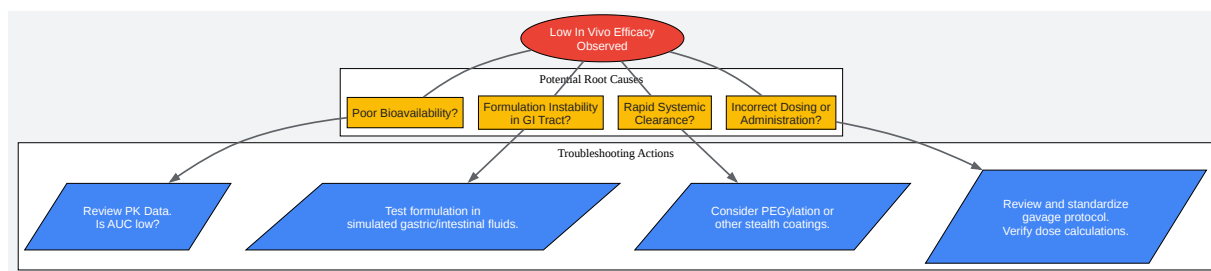 Low In Vivo Efficacy
Observed
Potential Root Causes
Poor Bioavailability?
Formulation Instability
in GI Tract?
Rapid Systemic
Clearance?
Incorrect Dosing or
Administration?
Troubleshooting Actions
Review PK Data.
Is AUC low?
Test formulation in
simulated gastric/intestinal fluids.
Consider PEGylation or
other stealth coatings.
Review and standardize
gavage protocol.
Verify dose calculations.